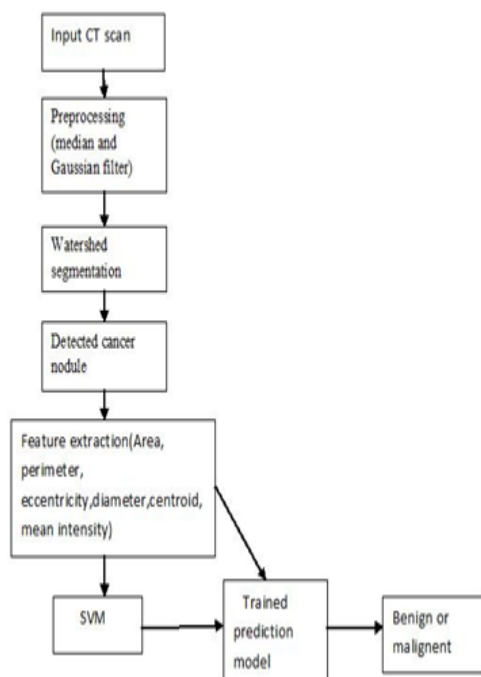 Input CT scan
Preprocessing
(median and
Gaussian filter)
Watershed
segmentation
Detected cancer
nodule
Feature extraction(Area,
perimeter,
eccentricity,diameter,centroid,
mean intensity)
SVM
Trained
prediction
model
Benign or
malignent